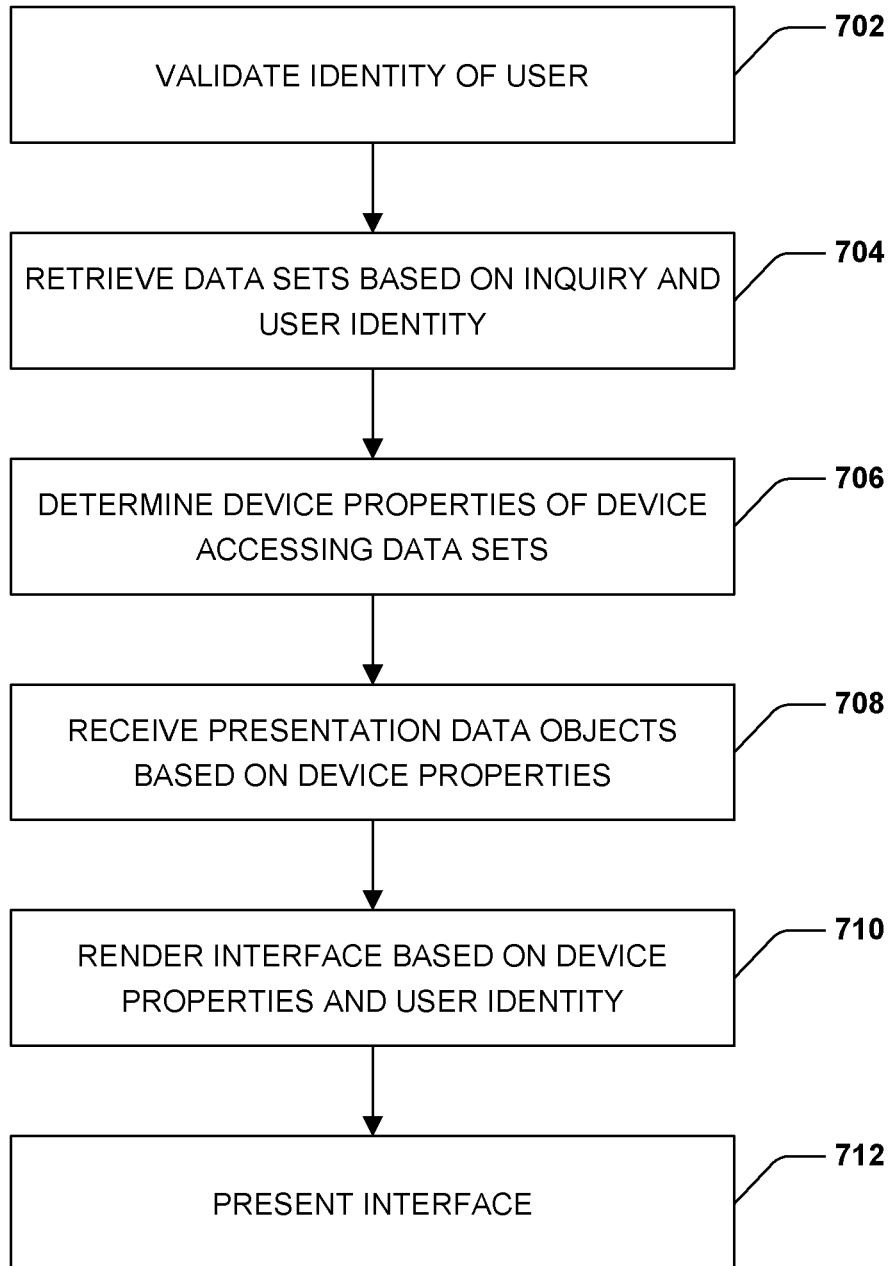 702
VALIDATE IDENTITY OF USER
704
RETRIEVE DATA SETS BASED ON INQUIRY AND
USER IDENTITY
706
DETERMINE DEVICE PROPERTIES OF DEVICE
ACCESSING DATA SETS
708
RECEIVE PRESENTATION DATA OBJECTS
BASED ON DEVICE PROPERTIES
710
RENDER INTERFACE BASED ON DEVICE
PROPERTIES AND USER IDENTITY
712
PRESENT INTERFACE